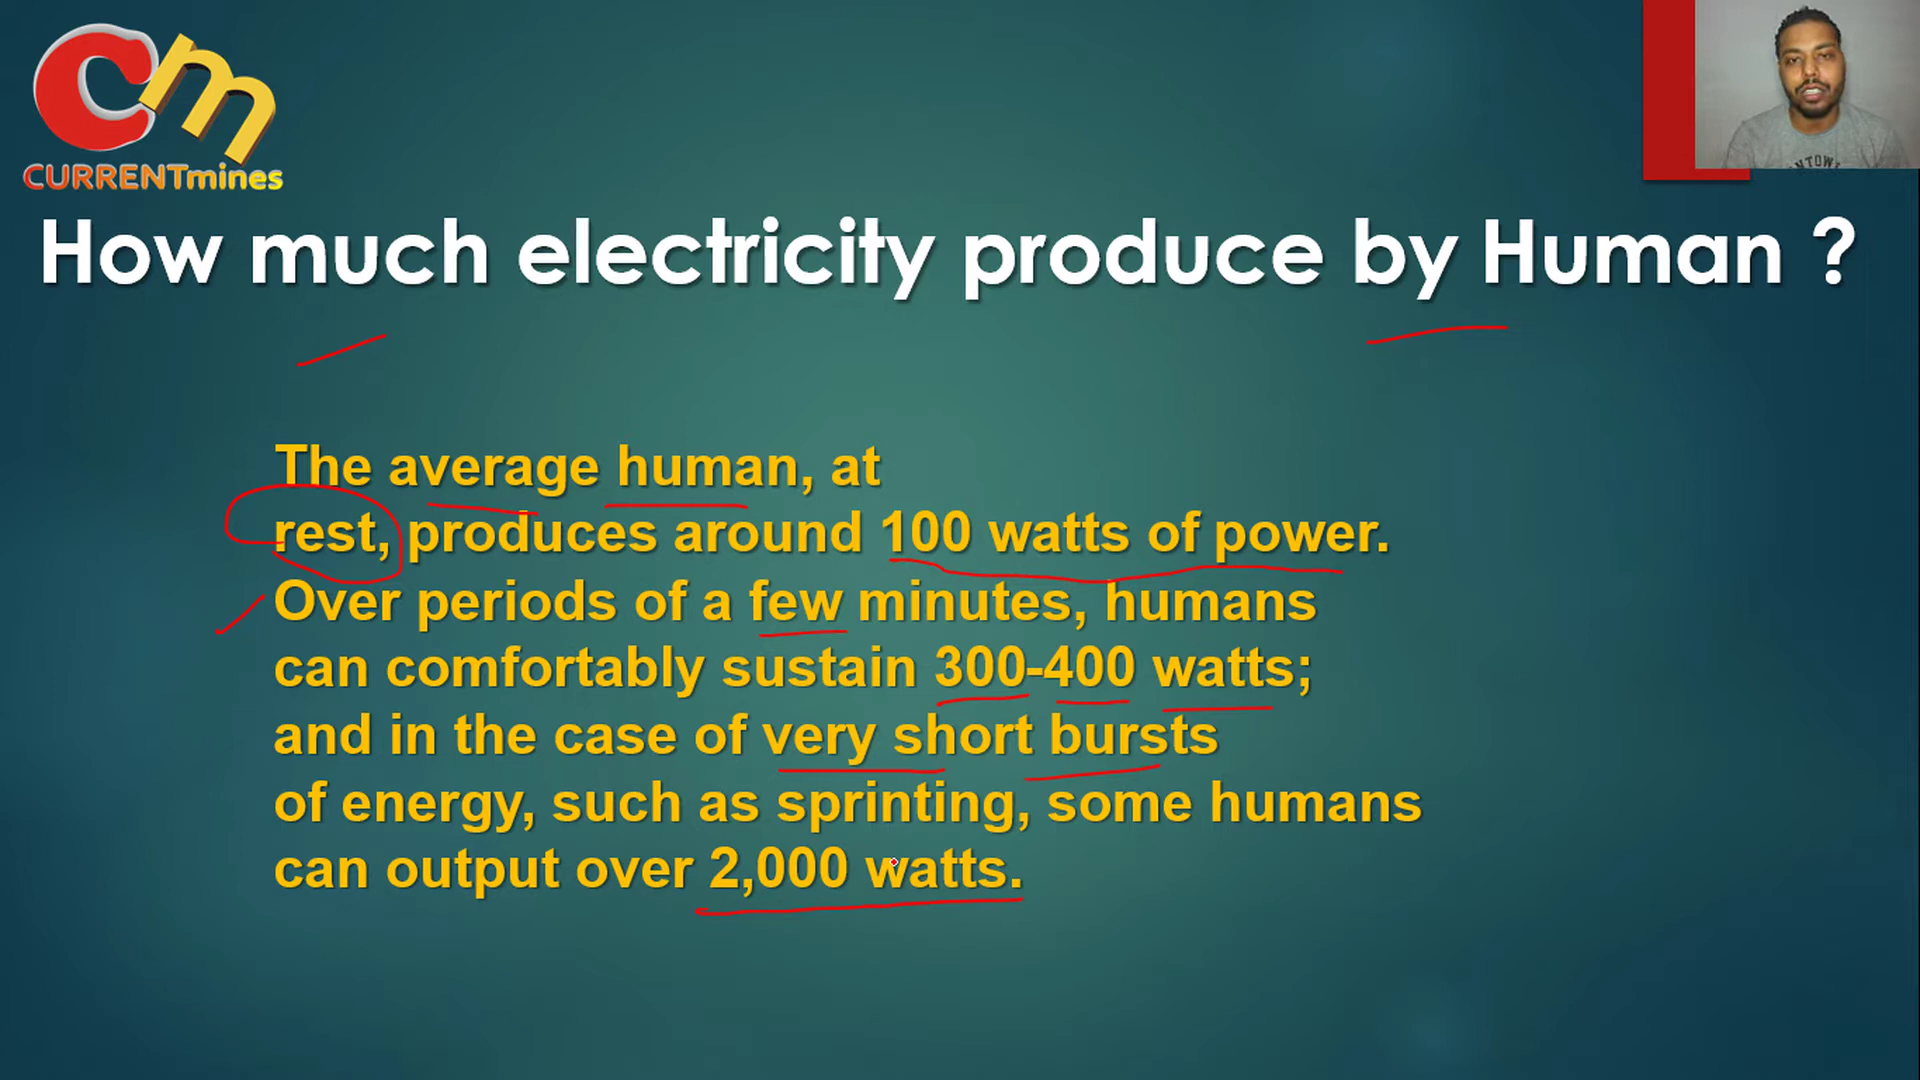 cm
CURRENTmines
How much electricity produce by Human ?
The average human, at
rest, produces around 100 watts of power.
Over periods of a few minutes, humans
can comfortably sustain 300-400 watts;
and in the case of very short bursts
of energy, such as sprinting, some humans
can output over 2,000 watts.